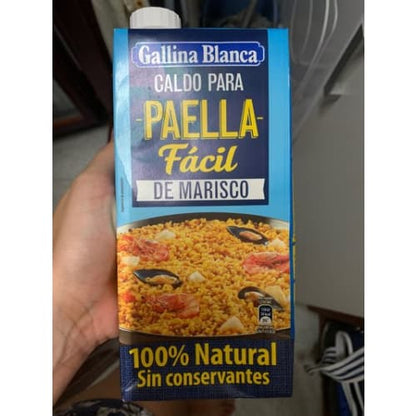 Gallina Blanca
CALDO PARA
PAELLA
Fácil
DE MARISCO
100% Natural
Sin conservantes